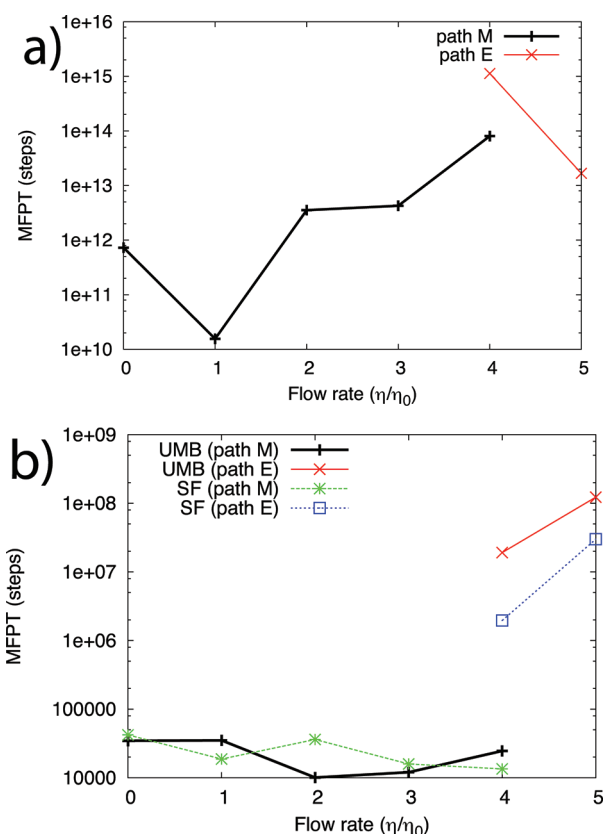 a)
path M
path E
1e+16
1e+15
1e+14
1e+13
1e+12
1e+11
1e+10
MFPT (steps)
0 1 2 3 4 5
Flow rate (η/η₀)
b)
UMB (path M)
UMB (path E)
SF (path M)
SF (path E)
1e+09
1e+08
1e+07
1e+06
100000
10000
MFPT (steps)
0 1 2 3 4 5
Flow rate (η/η₀)